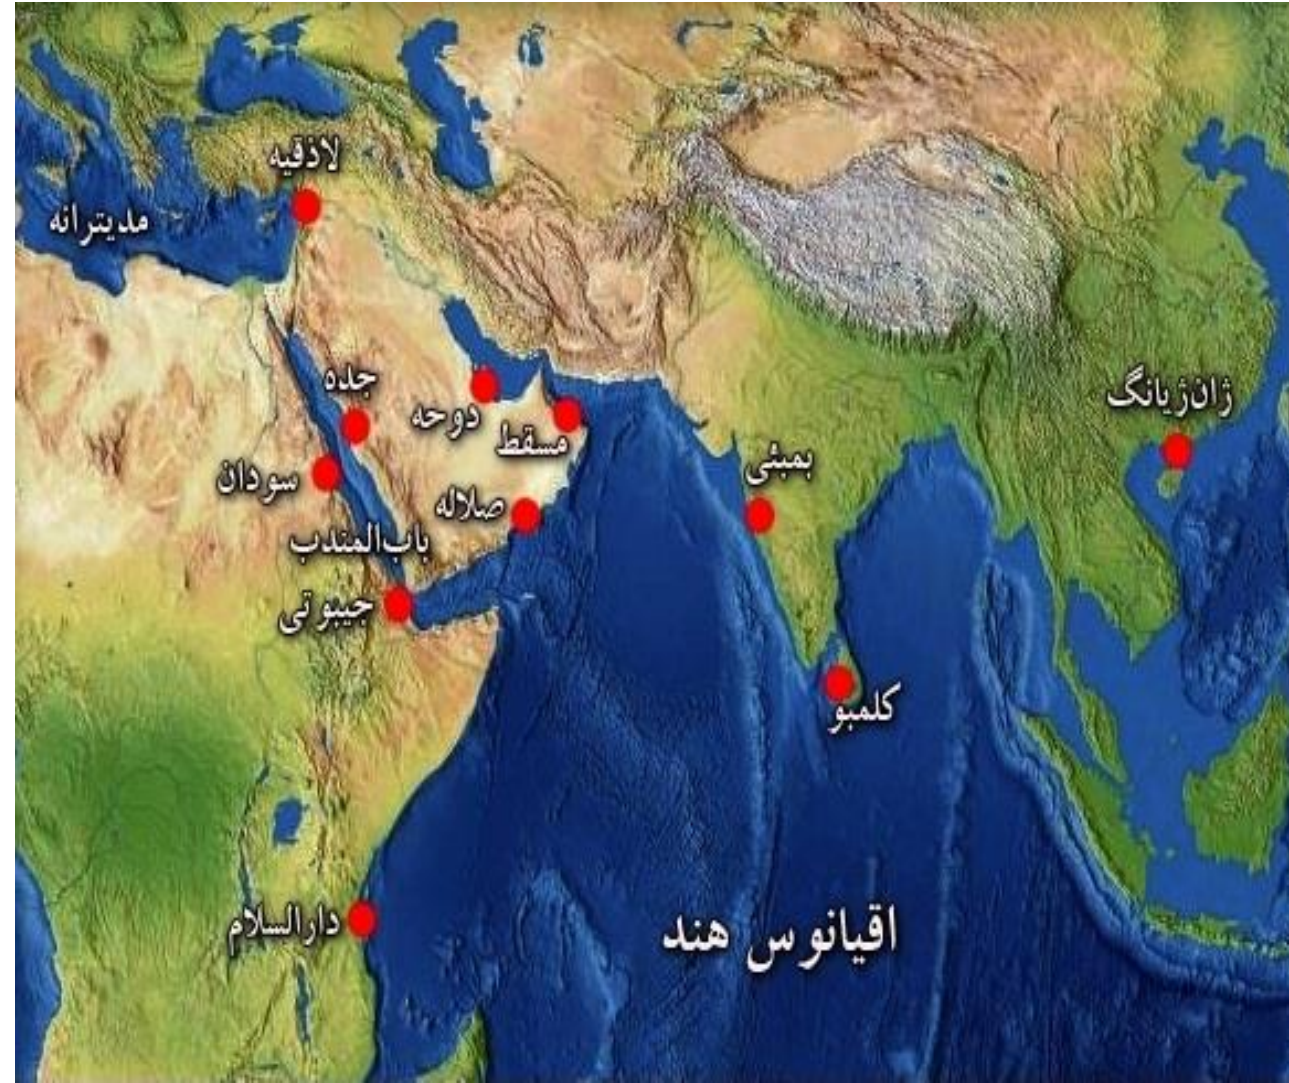 لاذقیه
مدیترانه
جده
دوحه
مسقط
ژان‌ژیانگ
سودان
صلاله
بمبئی
باب‌المندب
جیبوتی
کلمبو
دارالسلام
اقیانوس هند